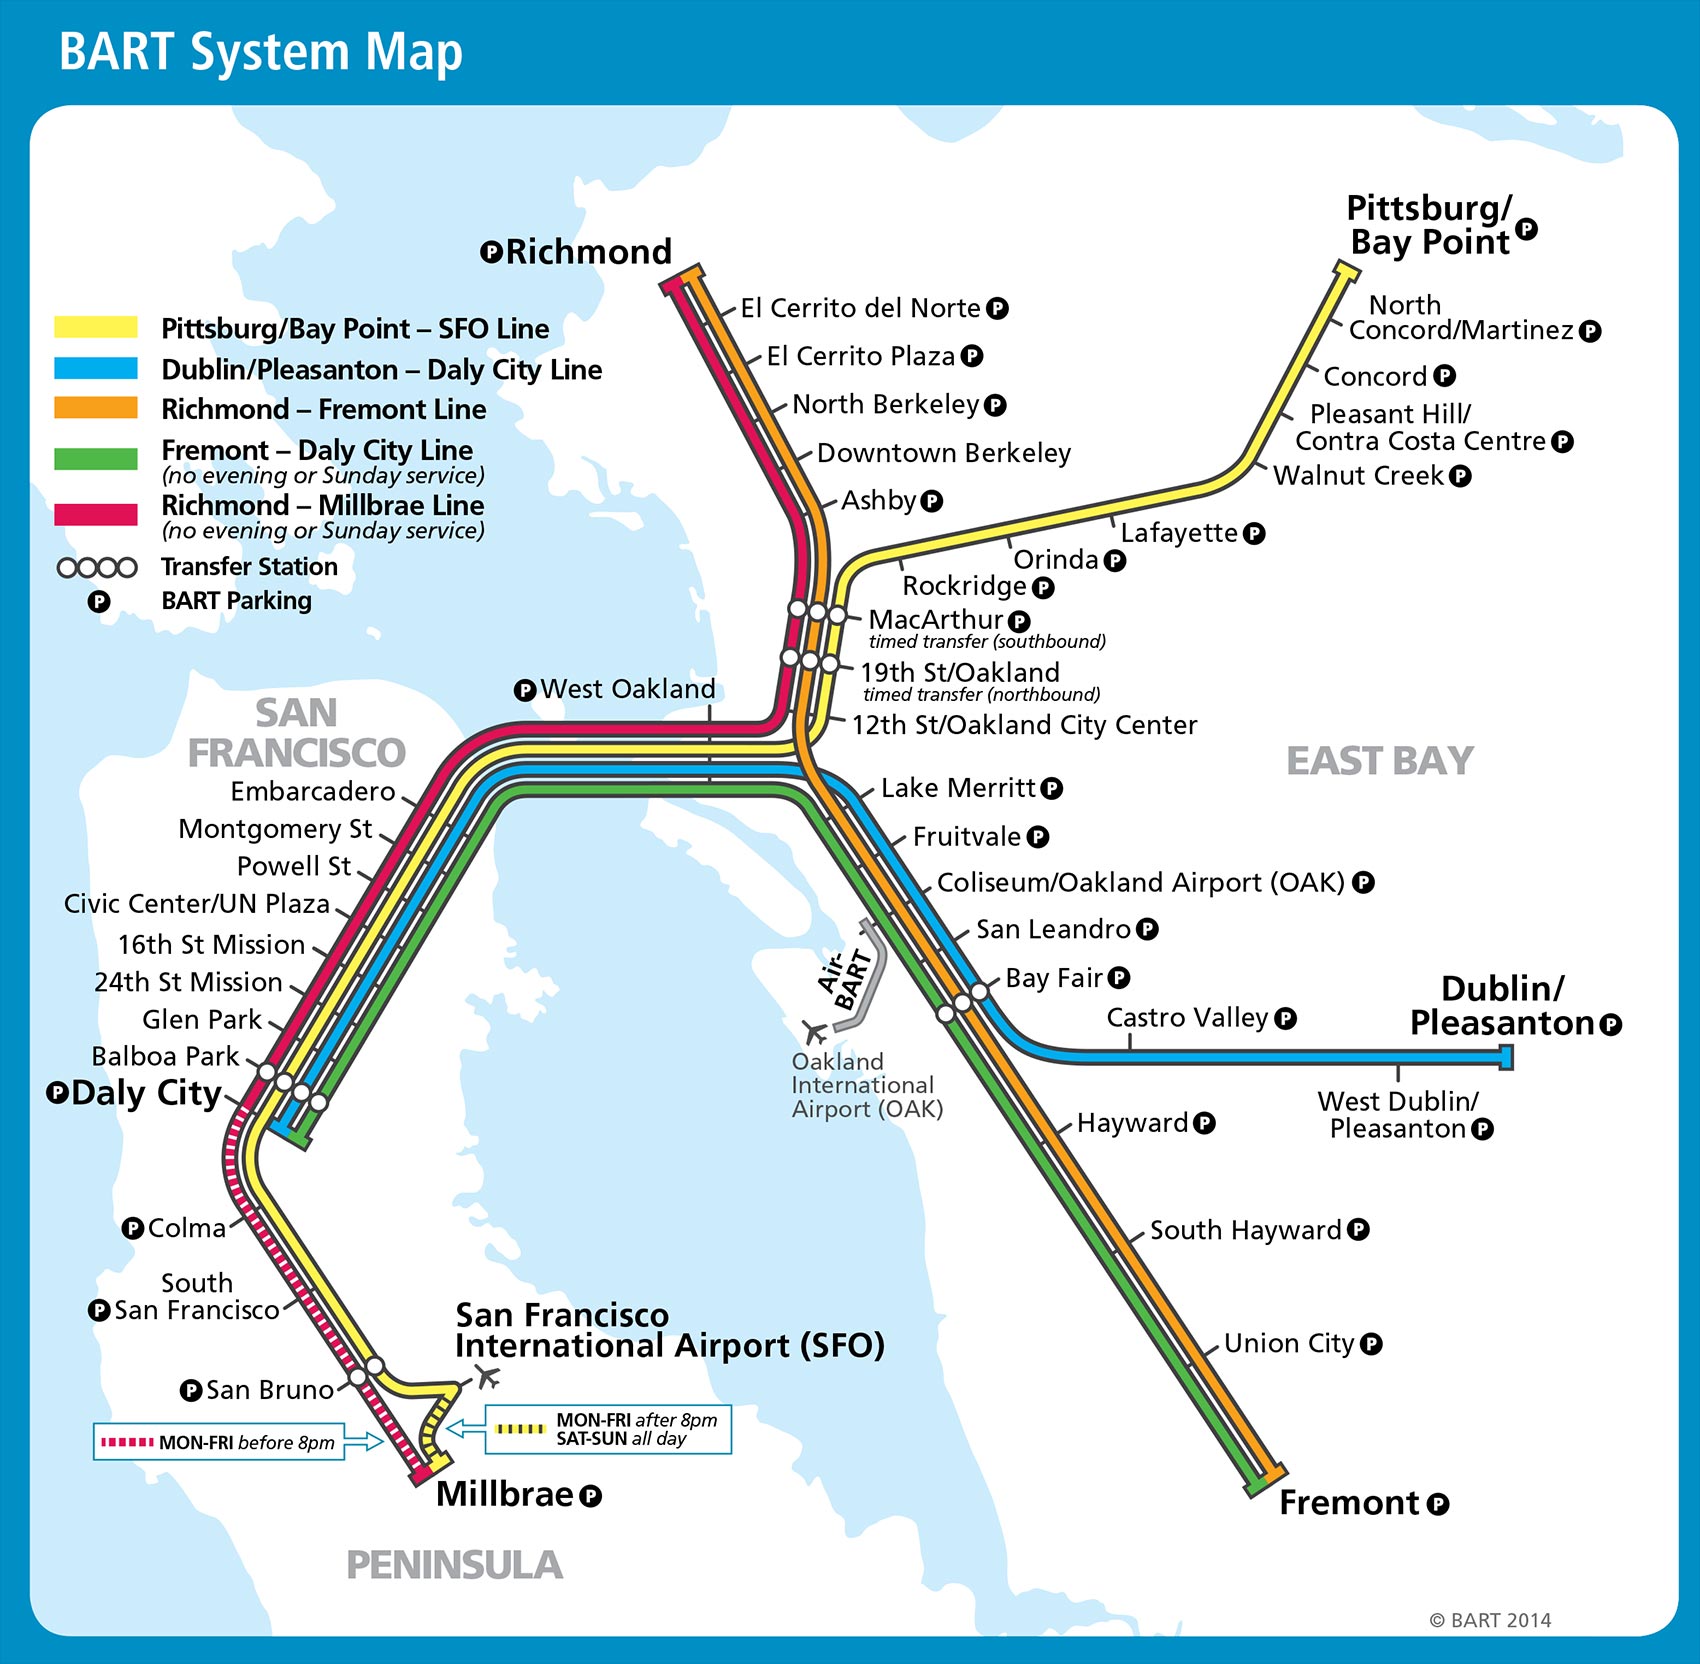 BART System Map
Richmond
Pittsburg/
Bay Point P
P
El Cerrito del Norte P
El Cerrito Plaza P
North Berkeley P
Downtown Berkeley
Ashby P
North
Concord/Martinez P
Concord P
Pleasant Hill/
Contra Costa Centre P
Walnut Creek P
Lafayette P
Orinda P
Rockridge P
MacArthur P
timed transfer (southbound)
19th St/Oakland
timed transfer (northbound)
12th St/Oakland City Center
Pittsburg/Bay Point – SFO Line
Dublin/Pleasanton – Daly City Line
Richmond – Fremont Line
Fremont – Daly City Line
(no evening or Sunday service)
Richmond – Millbrae Line
(no evening or Sunday service)
Transfer Station
P BART Parking
P West Oakland
SAN
FRANCISCO
EAST BAY
Embarcadero
Montgomery St
Powell St
Civic Center/UN Plaza
16th St Mission
24th St Mission
Glen Park
Balboa Park
P Daly City
Lake Merritt P
Fruitvale P
Coliseum/Oakland Airport (OAK) P
San Leandro P
Bay Fair P
Air-
BART
Oakland
International
Airport (OAK)
Castro Valley P
Dublin/
Pleasanton P
West Dublin/
Pleasanton P
Hayward P
South Hayward P
Union City P
Fremont P
P Colma
South
P San Francisco
San Francisco
International Airport (SFO)
P San Bruno
MON-FRI before 8pm
MON-FRI after 8pm
SAT-SUN all day
Millbrae P
PENINSULA
© BART 2014